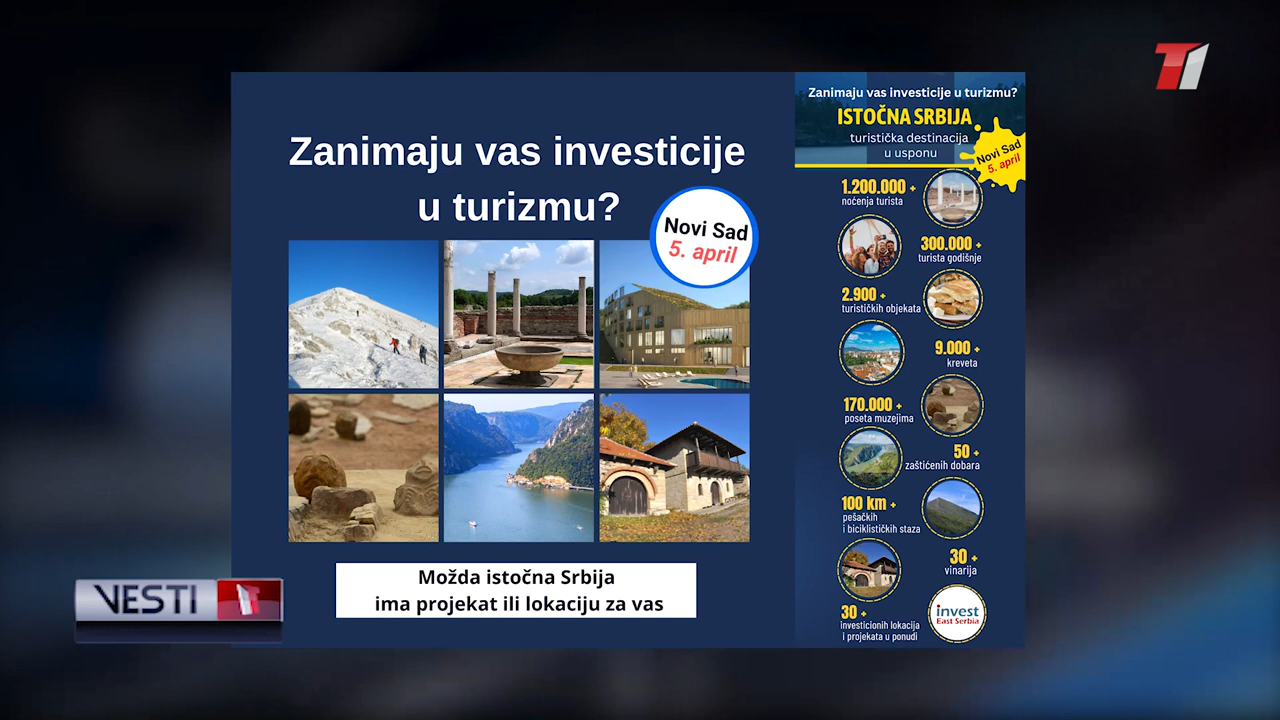 T1
Zanimaju vas investicije
u turizmu?
Novi Sad
5. april
Možda istočna Srbija
ima projekat ili lokaciju za vas
Zanimaju vas investicije u turizmu?
ISTOČNA SRBIJA
turistička destinacija
u usponu
Novi Sad
5. april
1.200.000 +
noćenja turista
300.000 +
turista godišnje
2.900 +
turističkih objekata
9.000 +
kreveta
170.000 +
poseta muzejima
50 +
zaštićenih dobara
100 km +
pešačkih
i biciklističkih staza
30 +
vinarija
30 +
investicionih lokacija
i projekata u ponudi
invest
East Serbia
VESTI T1